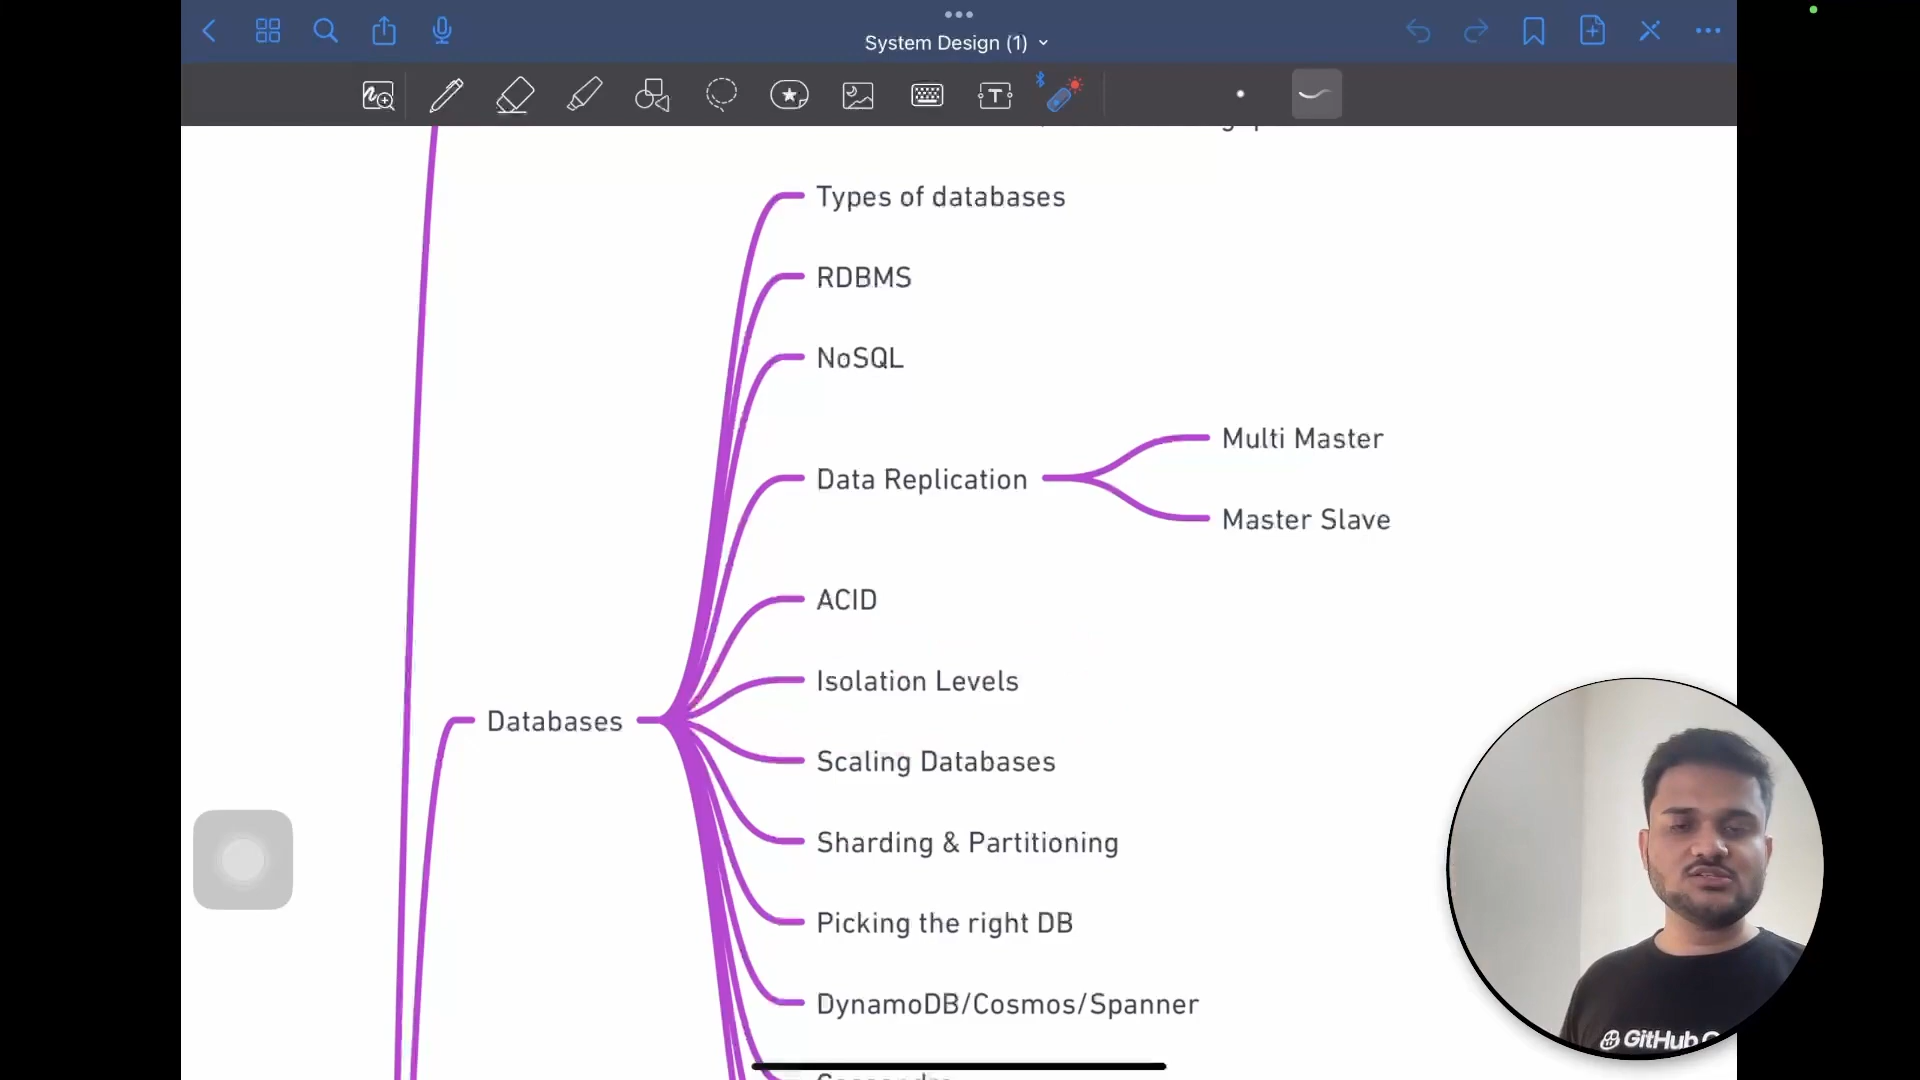 System Design (1)
T
Types of databases
RDBMS
NoSQL
Multi Master
Data Replication
Master Slave
ACID
Isolation Levels
Databases
Scaling Databases
Sharding & Partitioning
Picking the right DB
DynamoDB/Cosmos/Spanner
GitHub